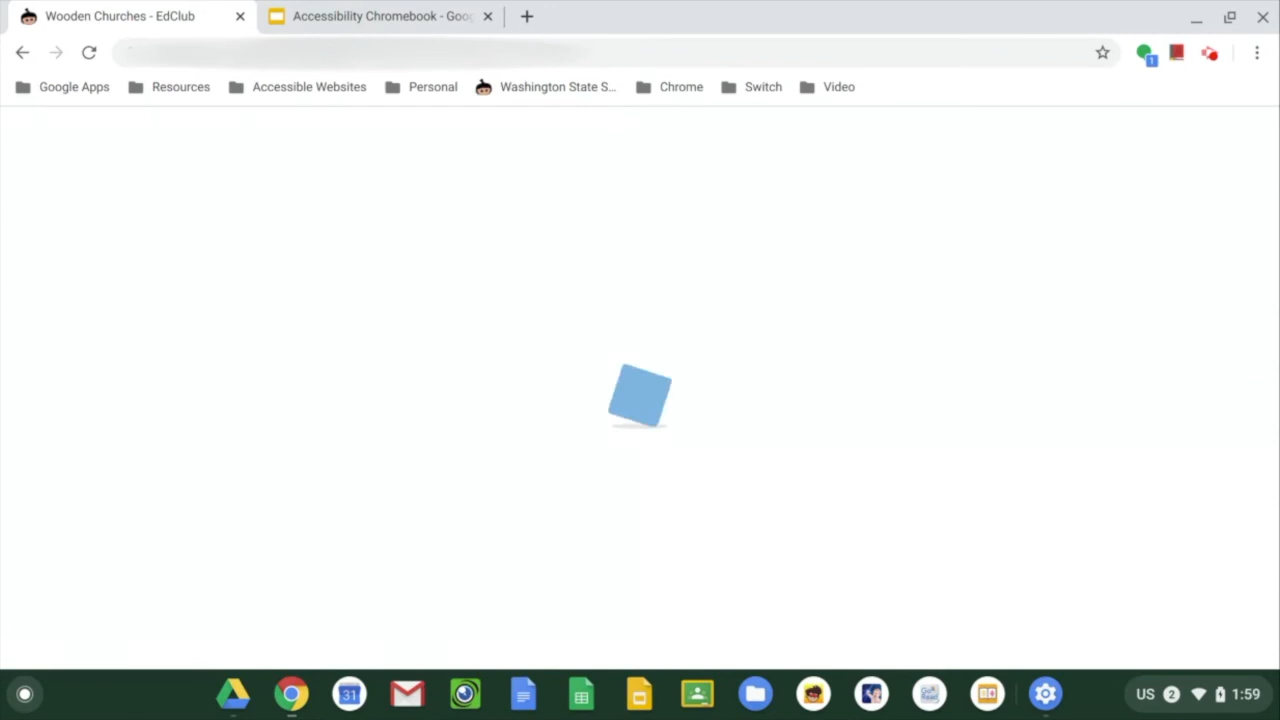 Wooden Churches - EdClub
Accessibility Chromebook - Goo
Google Apps
Resources
Accessible Websites
Personal
Washington State S...
Chrome
Switch
Video
1
31
US 2 1:59